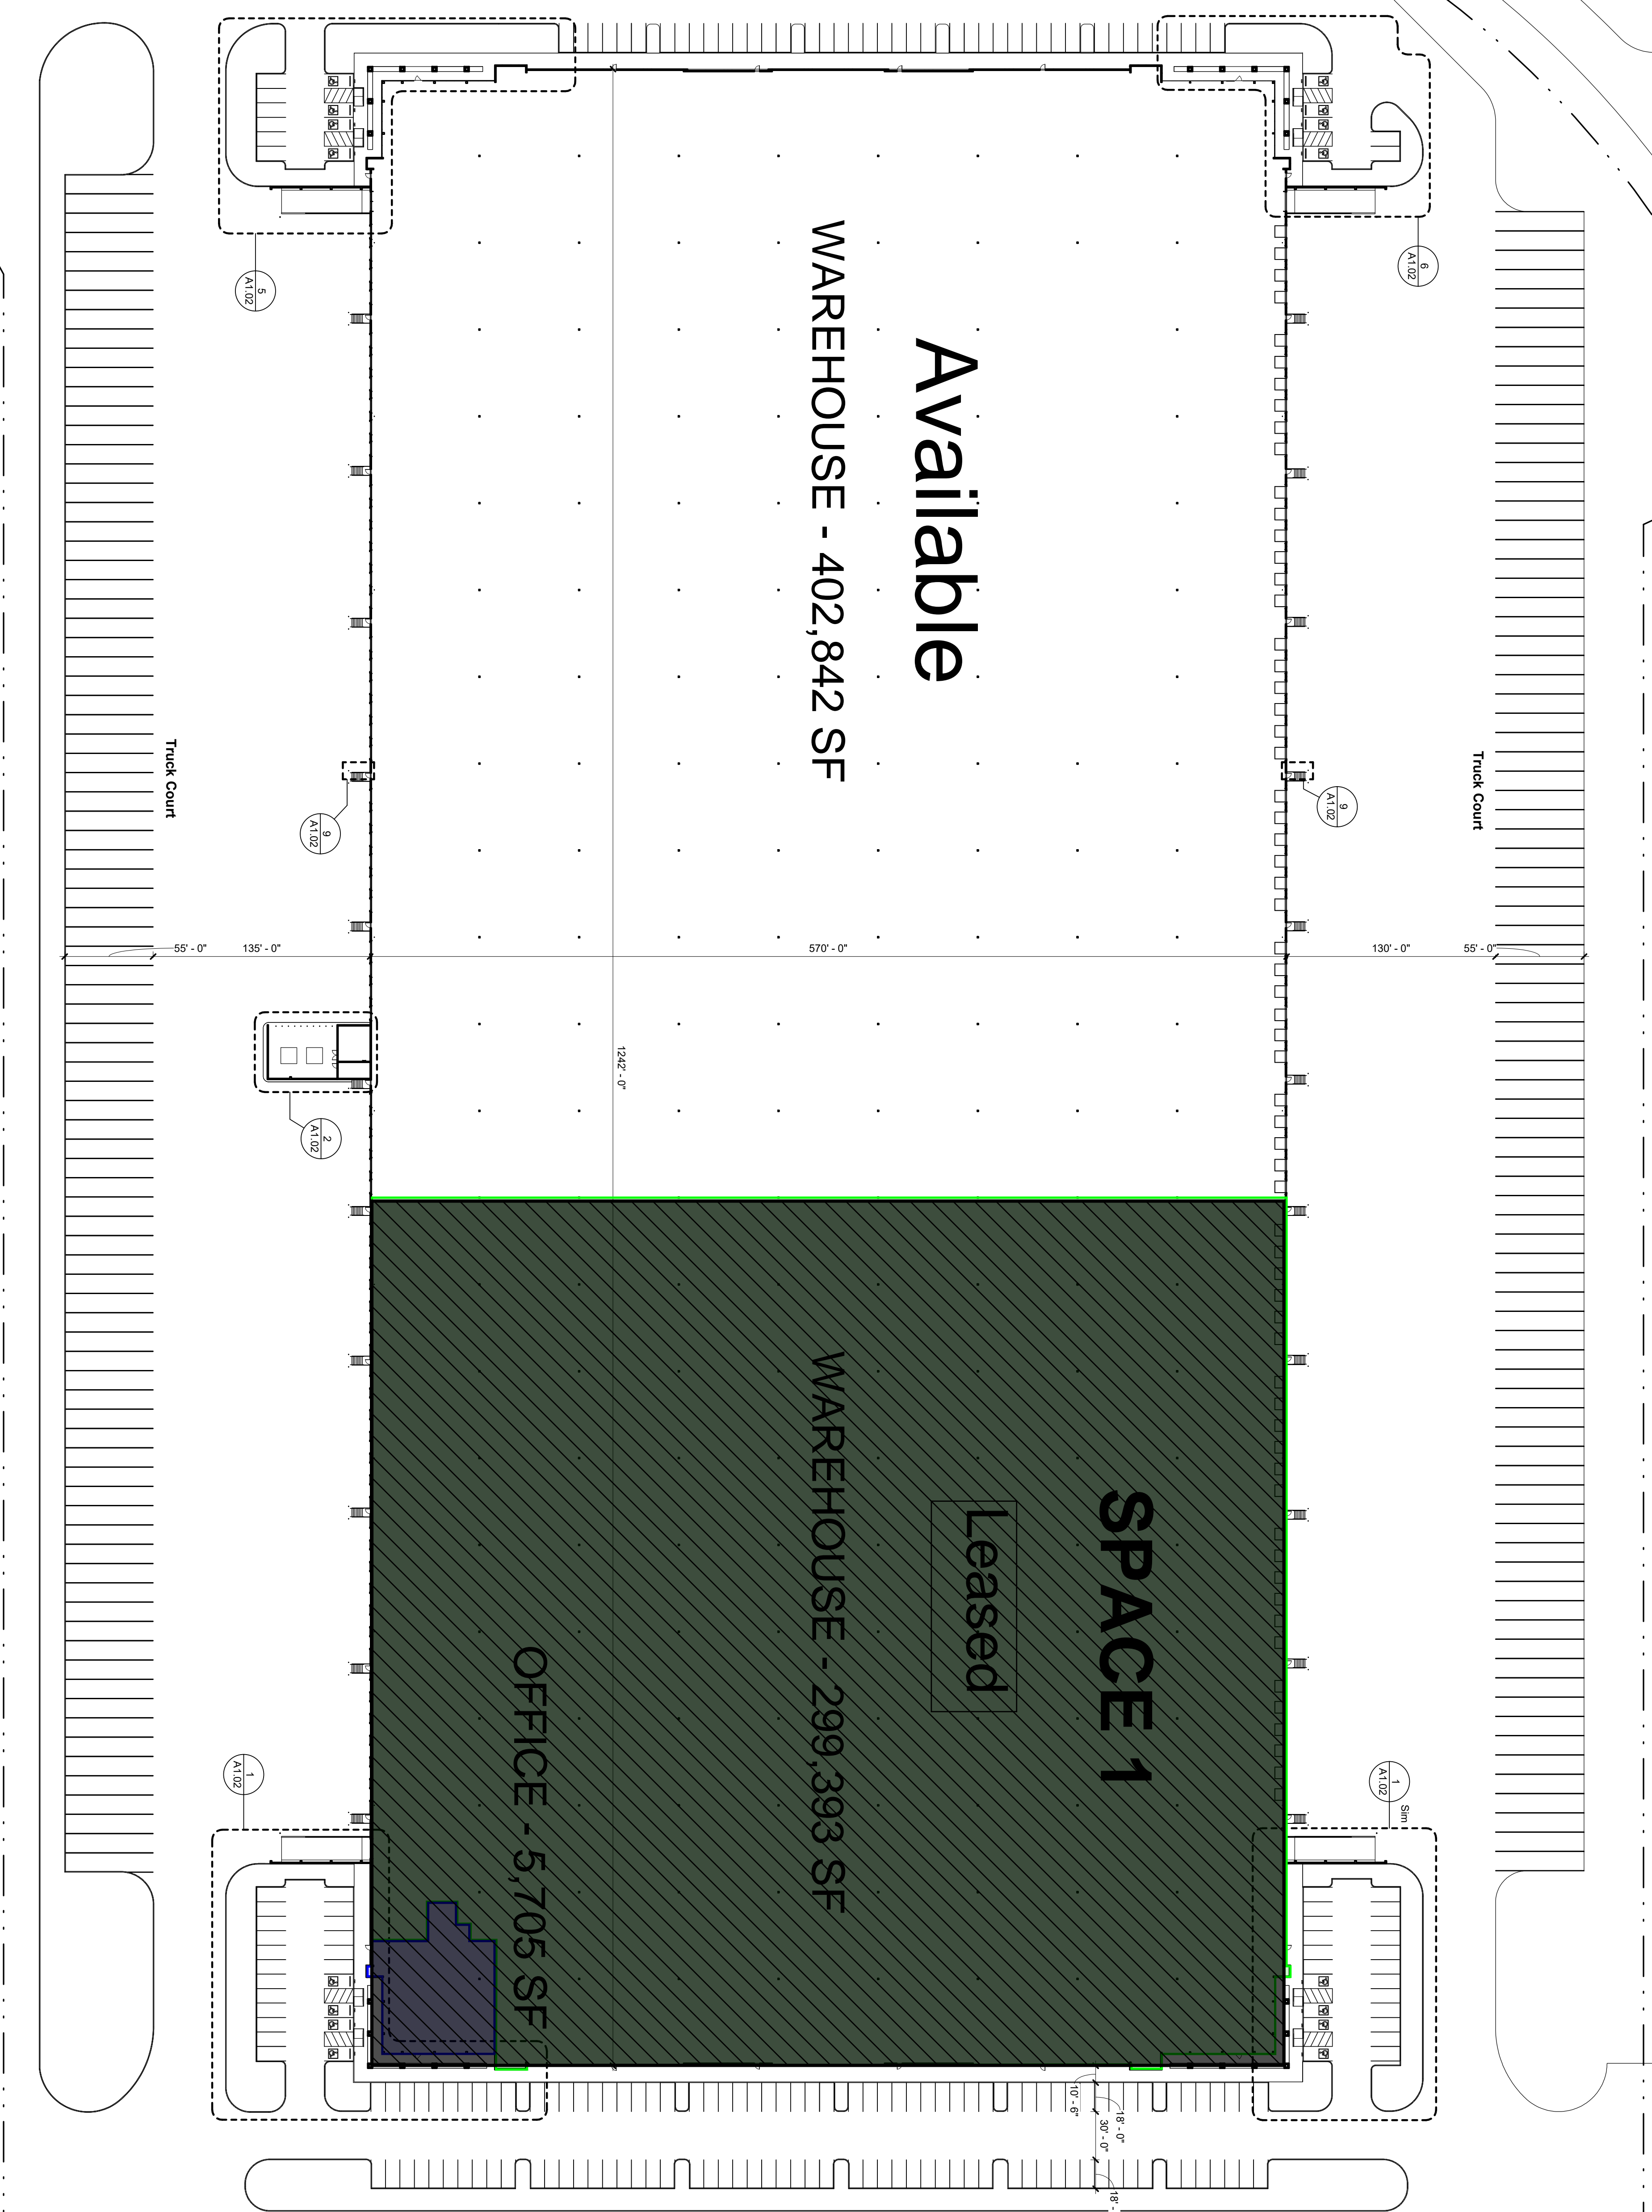 6
A1.02
5
A1.02
Available
WAREHOUSE - 402,842 SF
Truck Court
Truck Court
9
A1.02
9
A1.02
55' - 0"
135' - 0"
570' - 0"
130' - 0"
55' - 0"
1242' - 0"
2
A1.02
SPACE 1
Leased
WAREHOUSE - 299,393 SF
OFFICE - 5,705 SF
1
A1.02
Sim
1
A1.02
10' - 6"
18' - 0"
30' - 0"
18' -